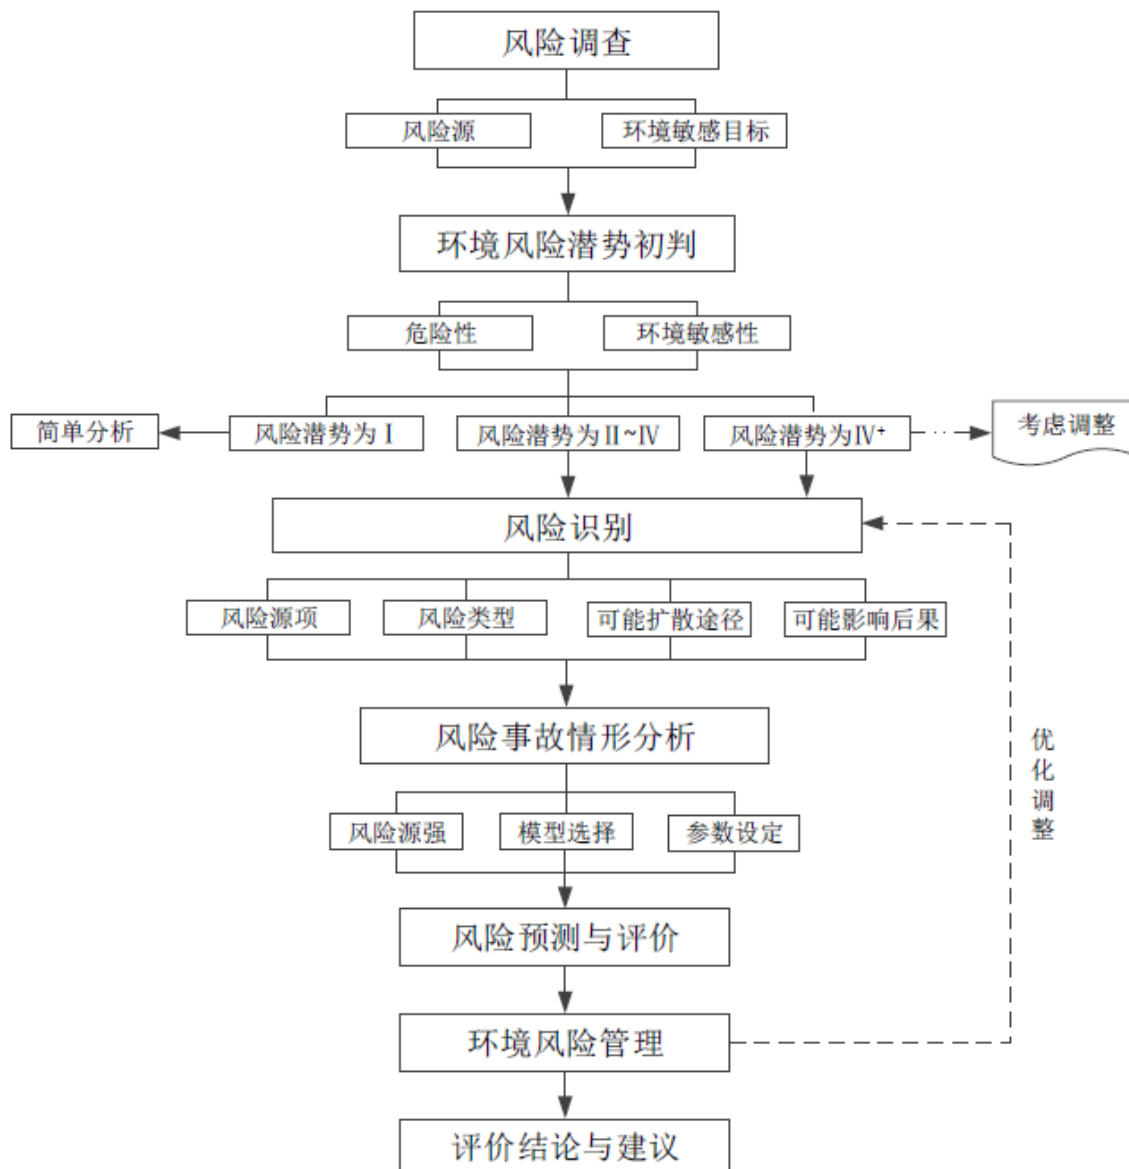 风险调查
风险源
环境敏感目标
环境风险潜势初判
危险性
环境敏感性
简单分析
风险潜势为Ⅰ
风险潜势为Ⅱ~Ⅳ
风险潜势为Ⅳ⁺
考虑调整
风险识别
风险源项
风险类型
可能扩散途径
可能影响后果
风险事故情形分析
风险源强
模型选择
参数设定
优化调整
风险预测与评价
环境风险管理
评价结论与建议